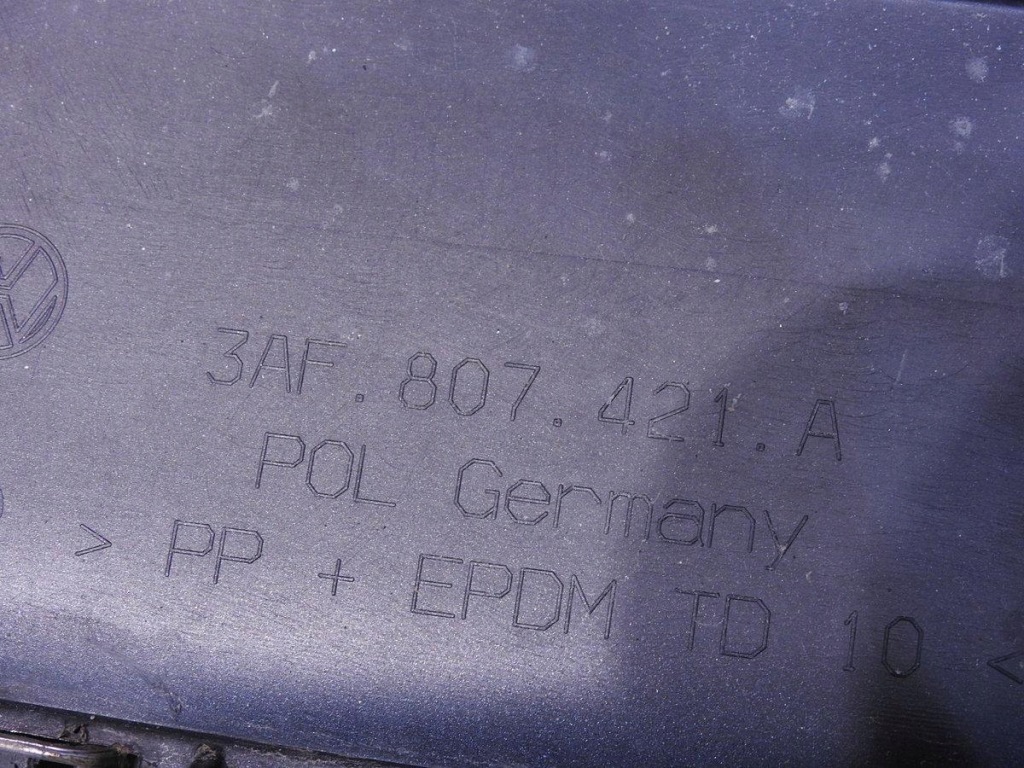 3AF.807.421.A
POL Germany
> PP + EPDM TD 10 <